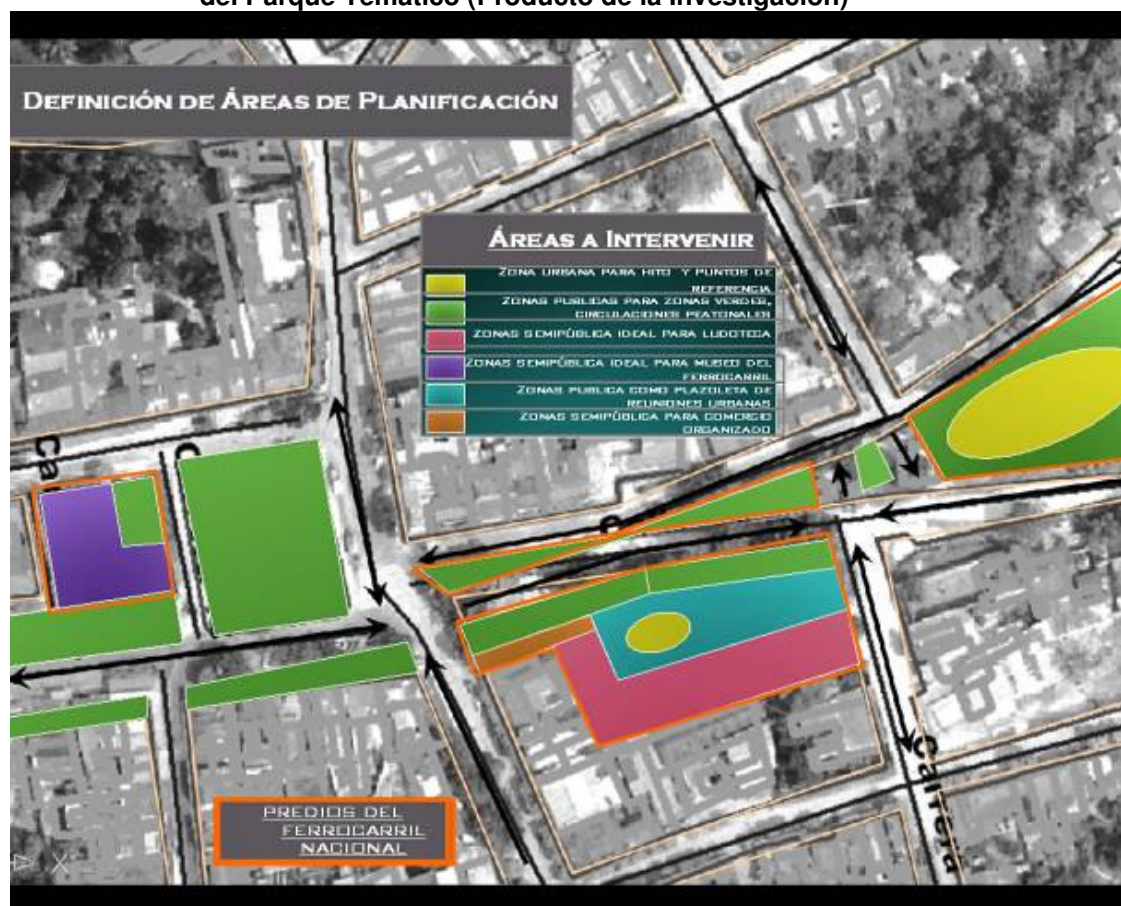 del Parque Temático (Producto de la Investigación)
DEFINICIÓN DE ÁREAS DE PLANIFICACIÓN
ÁREAS A INTERVENIR
ZONA URBANA PARA HITO Y PUNTOS DE
REFERENCIA
ZONAS PUBLICAS PARA ZONAS VERDES,
CIRCULACIONES PEATONALES
ZONAS SEMIPÚBLICA IDEAL PARA LUDOTECA
ZONAS SEMIPÚBLICA IDEAL PARA MUSEO DEL
FERROCARRIL
ZONAS PUBLICA COMO PLAZOLETA DE
REUNIONES URBANAS
ZONAS SEMIPÚBLICA PARA COMERCIO
ORGANIZADO
Ca
C
C
Carrera
PREDIOS DEL
FERROCARRIL
NACIONAL